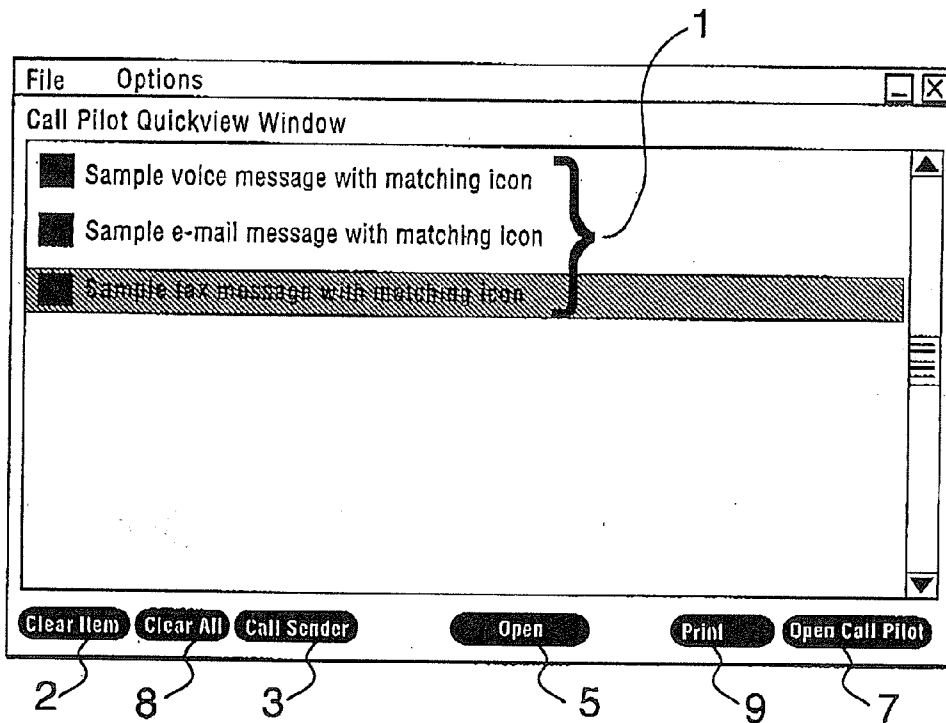 1
File Options
Call Pilot Quickview Window
Sample voice message with matching icon
Sample e-mail message with matching icon
Sample fax message with matching icon
Clear Item Clear All Call Sender Open Print Open Call Pilot
2 8 3 5 9 7